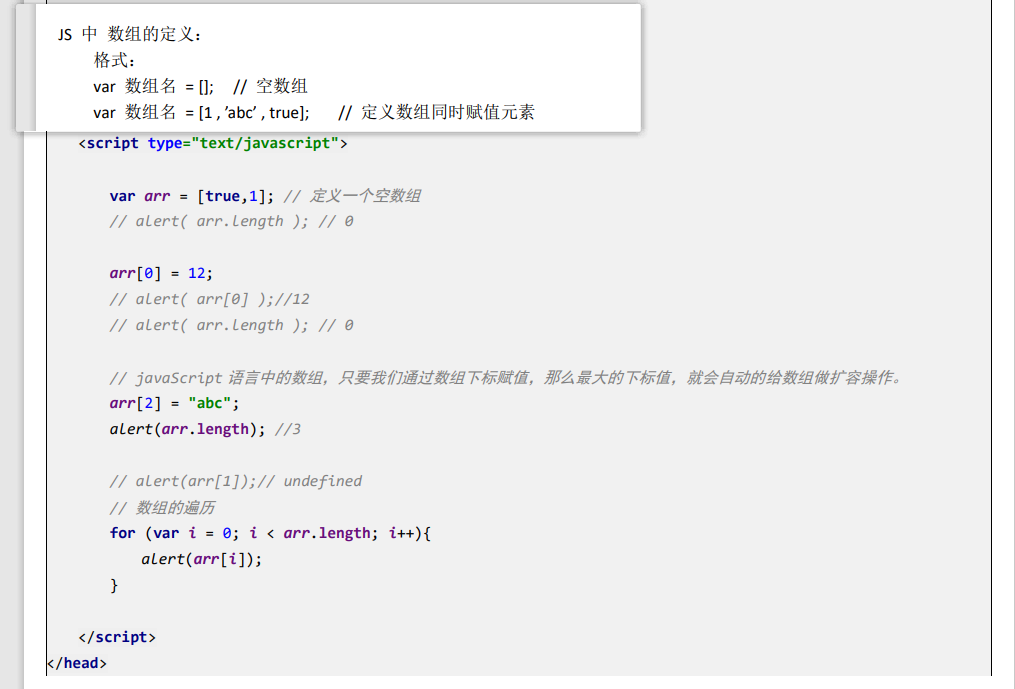 JS 中 数组的定义：
格式：
var 数组名 = []; // 空数组
var 数组名 = [1 , ’abc’ , true]; // 定义数组同时赋值元素
<script type="text/javascript">
var arr = [true,1]; // 定义一个空数组
// alert( arr.length ); // 0
arr[0] = 12;
// alert( arr[0] );//12
// alert( arr.length ); // 0
// javaScript 语言中的数组，只要我们通过数组下标赋值，那么最大的下标值，就会自动的给数组做扩容操作。
arr[2] = "abc";
alert(arr.length); //3
// alert(arr[1]);// undefined
// 数组的遍历
for (var i = 0; i < arr.length; i++){
alert(arr[i]);
}
</script>
</head>